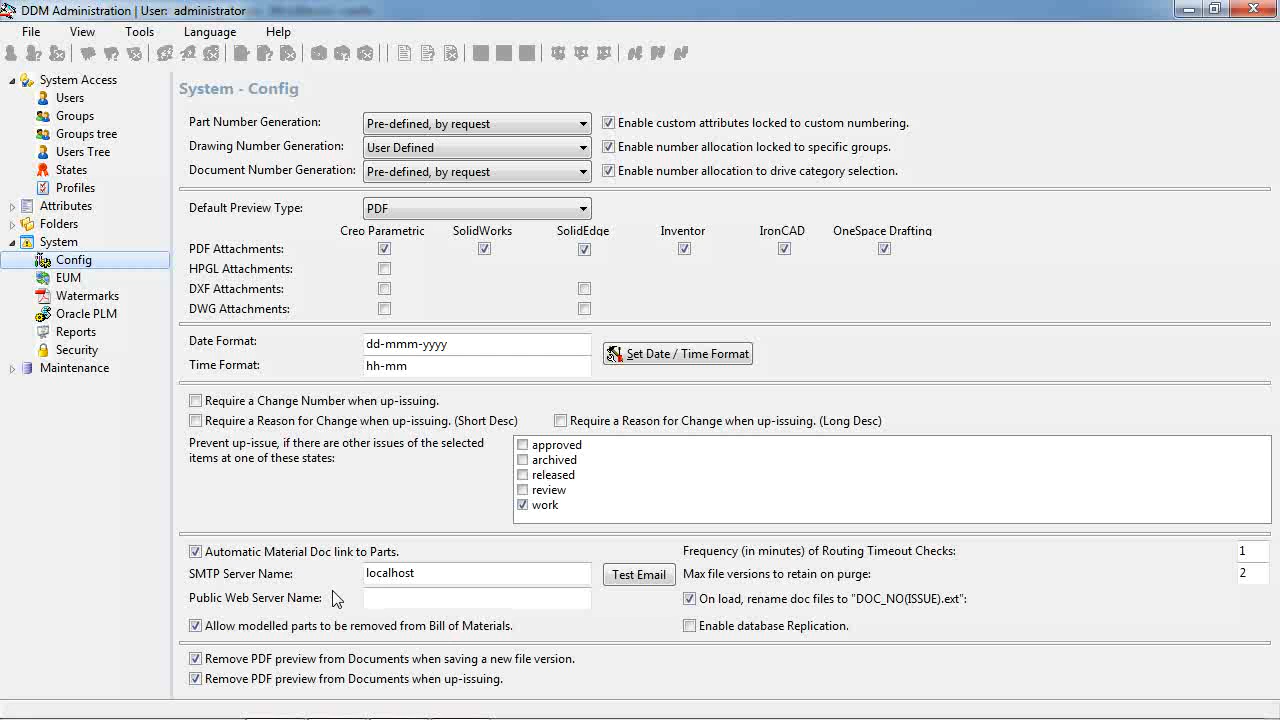 DDM Administration | User: administrator
File View Tools Language Help
System Access
Users
Groups
Groups tree
Users Tree
States
Profiles
Attributes
Folders
System
Config
EUM
Watermarks
Oracle PLM
Reports
Security
Maintenance
System - Config
Part Number Generation: Pre-defined, by request Enable custom attributes locked to custom numbering.
Drawing Number Generation: User Defined Enable number allocation locked to specific groups.
Document Number Generation: Pre-defined, by request Enable number allocation to drive category selection.
Default Preview Type: PDF
Creo Parametric SolidWorks SolidEdge Inventor IronCAD OneSpace Drafting
PDF Attachments:
HPGL Attachments:
DXF Attachments:
DWG Attachments:
Date Format: dd-mmm-yyyy
Set Date / Time Format
Time Format: hh-mm
Require a Change Number when up-issuing.
Require a Reason for Change when up-issuing. (Short Desc) Require a Reason for Change when up-issuing. (Long Desc)
Prevent up-issue, if there are other issues of the selected
items at one of these states:
approved
archived
released
review
work
Automatic Material Doc link to Parts. Frequency (in minutes) of Routing Timeout Checks: 1
SMTP Server Name: localhost Test Email Max file versions to retain on purge: 2
Public Web Server Name: On load, rename doc files to "DOC_NO(ISSUE).ext":
Allow modelled parts to be removed from Bill of Materials. Enable database Replication.
Remove PDF preview from Documents when saving a new file version.
Remove PDF preview from Documents when up-issuing.